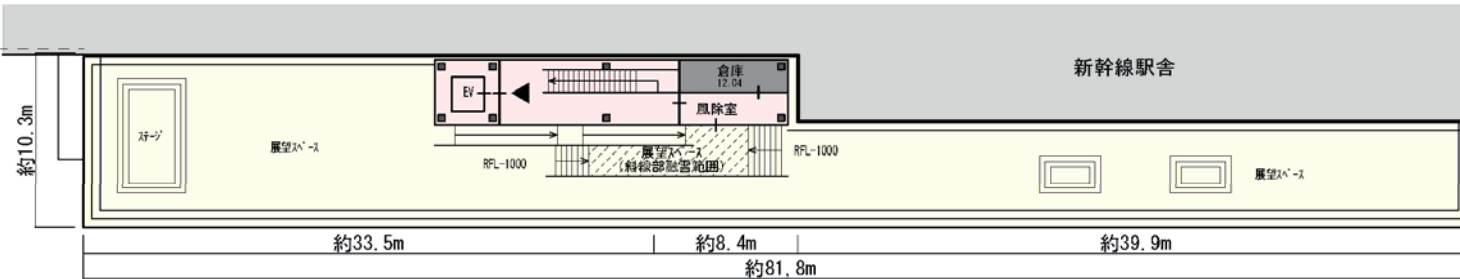 新幹線駅舎
倉庫
12.04
EV
風除室
ステージ
展望スペース
RFL-1000
展望スペース
(斜線部融雪範囲)
RFL-1000
展望スペース
約10.3m
約33.5m
約8.4m
約39.9m
約81.8m